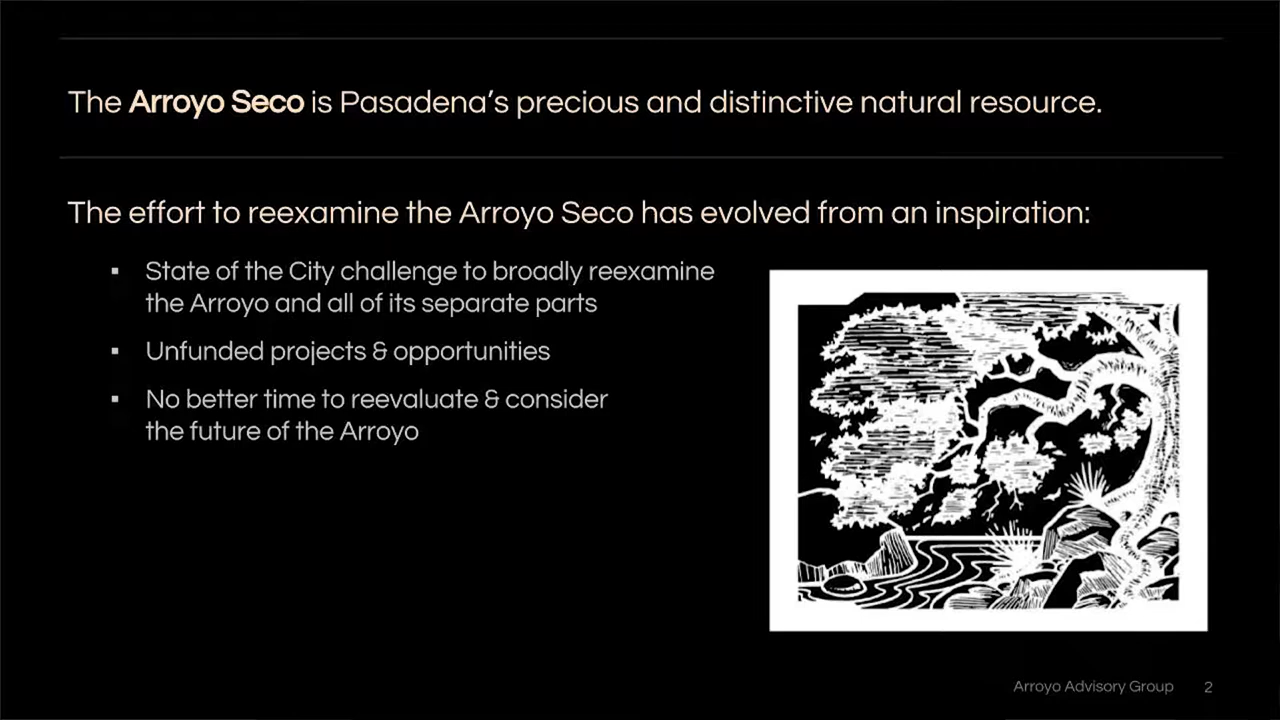 The Arroyo Seco is Pasadena’s precious and distinctive natural resource.
The effort to reexamine the Arroyo Seco has evolved from an inspiration:
▪ State of the City challenge to broadly reexamine
the Arroyo and all of its separate parts
▪ Unfunded projects & opportunities
▪ No better time to reevaluate & consider
the future of the Arroyo
Arroyo Advisory Group 2